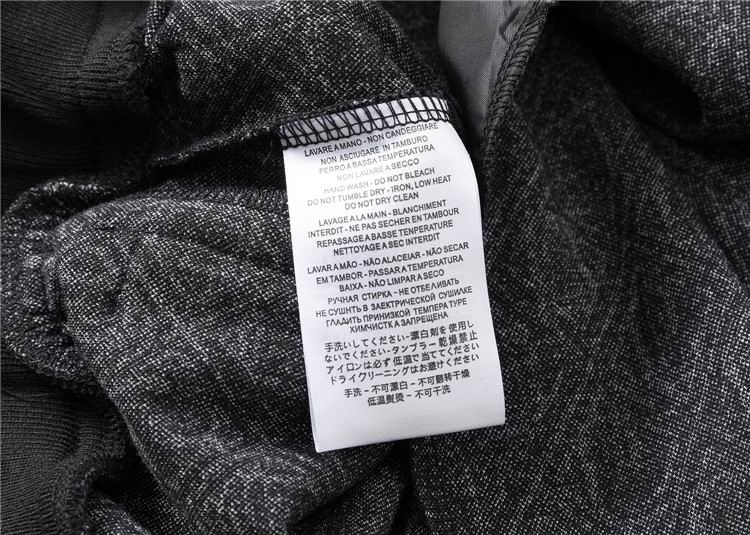 LAVARE A MANO - NON CANDEGGIARE
NON ASCIUGARE IN TAMBURO
FERRO A BASSA TEMPERATURA
NON LAVARE A SECCO
HAND WASH - DO NOT BLEACH
DO NOT TUMBLE DRY - IRON, LOW HEAT
DO NOT DRY CLEAN
LAVAGE A LA MAIN - BLANCHIMENT
INTERDIT - NE PAS SECHER EN TAMBOUR
REPASSAGE A BASSE TENPERATURE
NETTOYAGE A SEC INTERDIT
LAVAR A MÃO - NÃO ALACEIAR - NÃO SECAR
EM TAMBOR - PASSAR A TEMPERATURA
BAIXA - NÃO LIMPAR A SECO
РУЧНАЯ СТИРКА - НЕ ОТБЕЛИВАТЬ
НЕ СУШНТЬ В ЗАЕКТРИЧЕСКОЙ СУШИЛКЕ
ГЛАДИТЬ ПРИНИЗКОЙ ТЕМПЕРА ТУРЕ
ХИМЧИСТКА ЗАПРЕЩЕНА
手洗いしてください-漂白剤を使用し
ないでください-タンブラー乾燥禁止
アイロンは必ず低温で当ててください
ドライクリーニングはお避けください
手洗 - 不可漂白 - 不可翻转干燥
低温熨烫 - 不可干洗